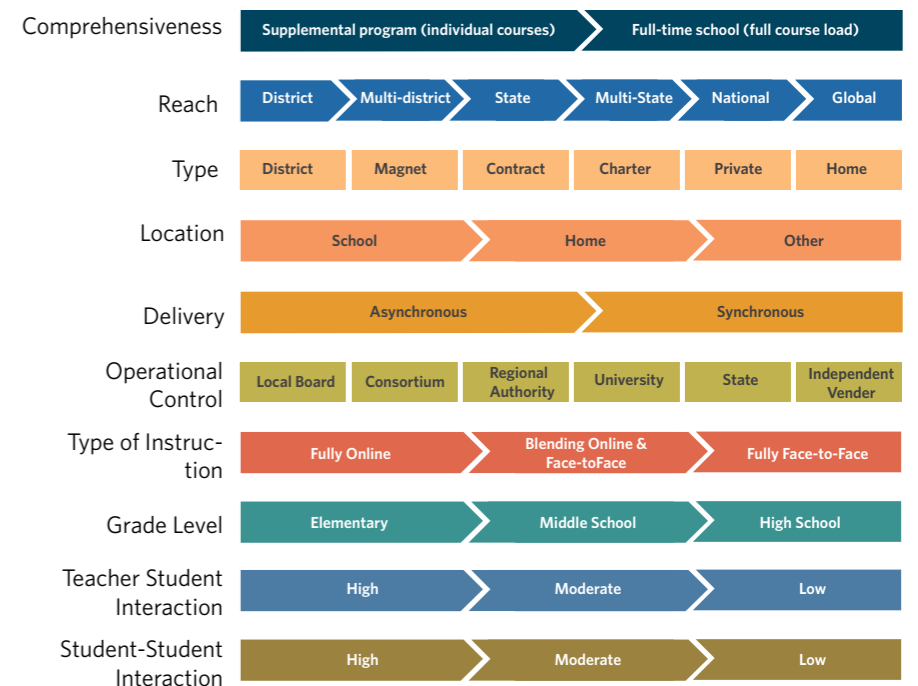 Comprehensiveness
Supplemental program (individual courses)
Full-time school (full course load)
Reach
District
Multi-district
State
Multi-State
National
Global
Type
District
Magnet
Contract
Charter
Private
Home
Location
School
Home
Other
Delivery
Asynchronous
Synchronous
Operational
Control
Local Board
Consortium
Regional
Authority
University
State
Independent
Vender
Type of Instruc-
tion
Fully Online
Blending Online &
Face-toFace
Fully Face-to-Face
Grade Level
Elementary
Middle School
High School
Teacher Student
Interaction
High
Moderate
Low
Student-Student
Interaction
High
Moderate
Low